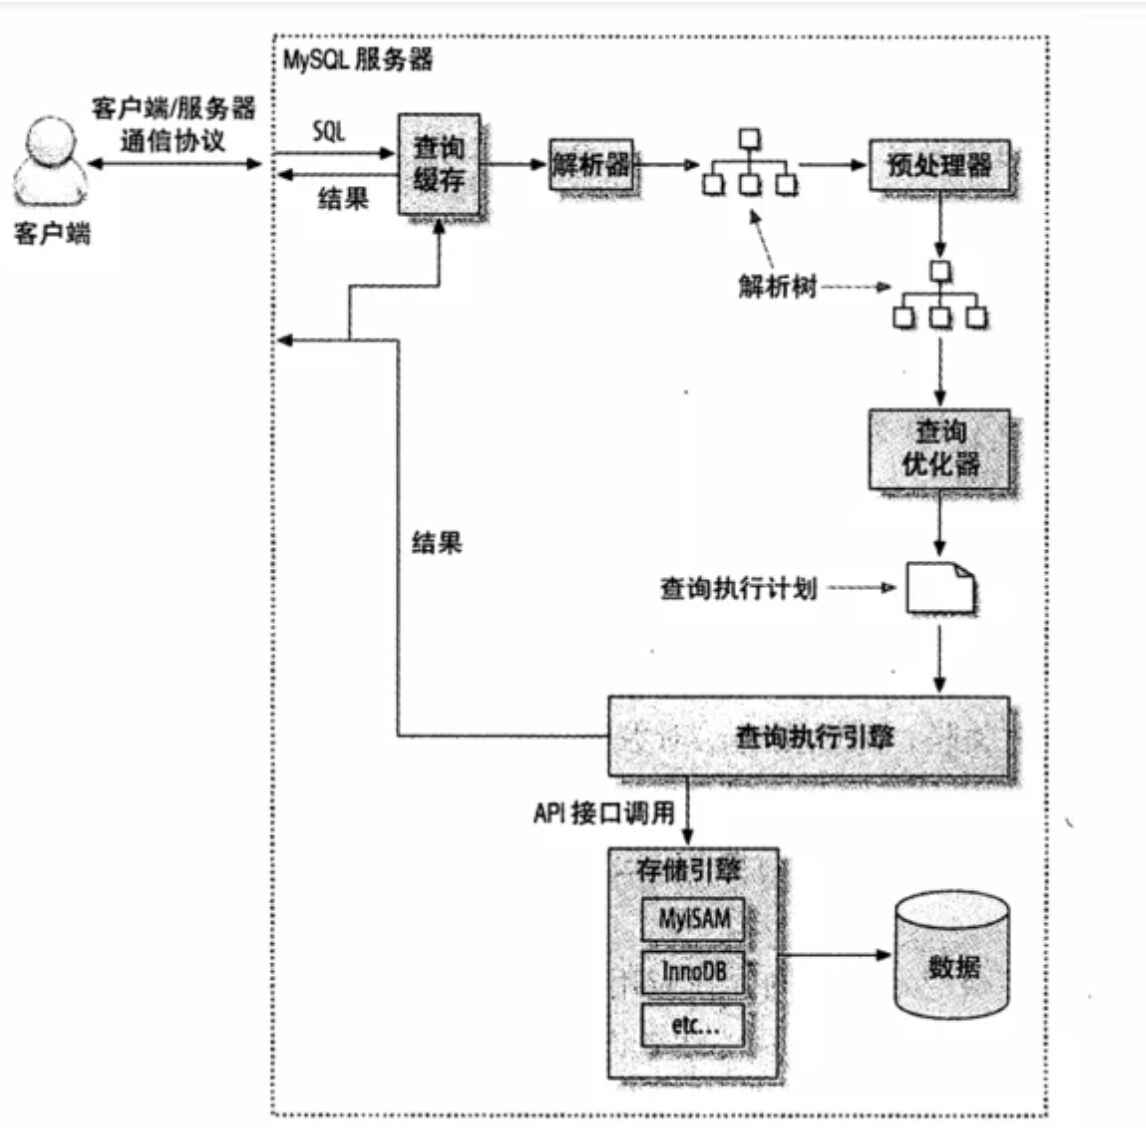 MySQL 服务器
客户端/服务器
通信协议
客户端
SQL
结果
查询
缓存
解析器
预处理器
解析树
查询
优化器
结果
查询执行计划
查询执行引擎
API 接口调用
存储引擎
MyISAM
InnoDB
etc...
数据